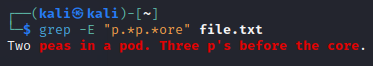 ┌──(kali㉿kali)-[~]
└─$ grep -E "p.*p.*ore" file.txt
Two peas in a pod. Three p's before the core.